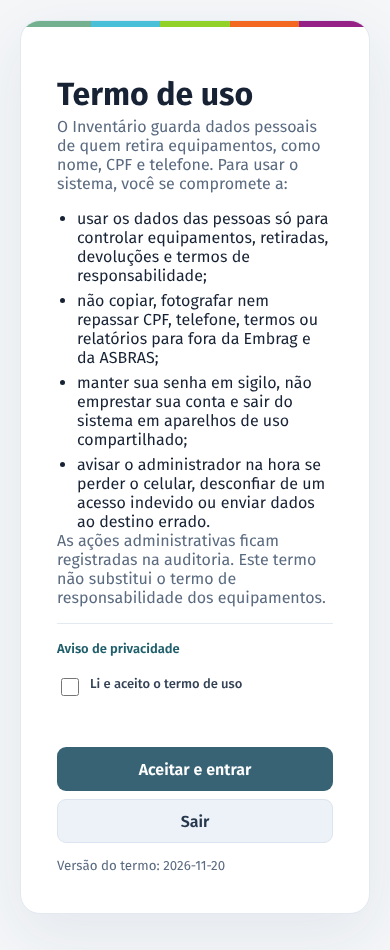 Termo de uso
O Inventário guarda dados pessoais
de quem retira equipamentos, como
nome, CPF e telefone. Para usar o
sistema, você se compromete a:
• usar os dados das pessoas só para
controlar equipamentos, retiradas,
devoluções e termos de
responsabilidade;
• não copiar, fotografar nem
repassar CPF, telefone, termos ou
relatórios para fora da Embrag e
da ASBRAS;
• manter sua senha em sigilo, não
emprestar sua conta e sair do
sistema em aparelhos de uso
compartilhado;
• avisar o administrador na hora se
perder o celular, desconfiar de um
acesso indevido ou enviar dados
ao destino errado.
As ações administrativas ficam
registradas na auditoria. Este termo
não substitui o termo de
responsabilidade dos equipamentos.
Aviso de privacidade
Li e aceito o termo de uso
Aceitar e entrar
Sair
Versão do termo: 2026-11-20